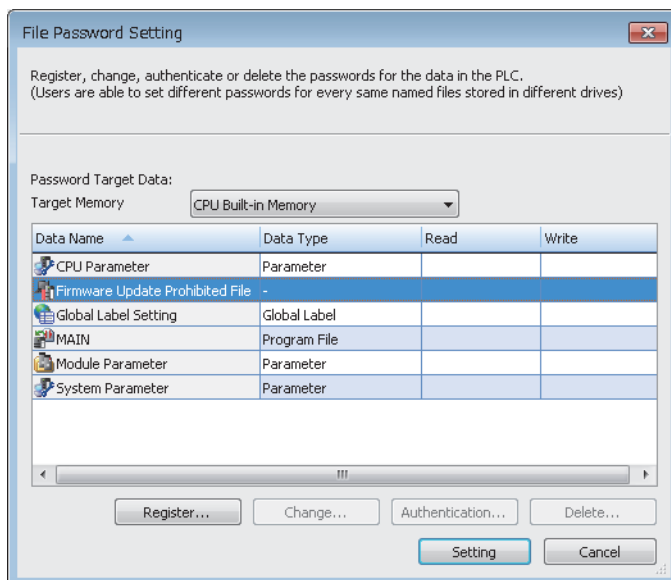 File Password Setting
Register, change, authenticate or delete the passwords for the data in the PLC.
(Users are able to set different passwords for every same named files stored in different drives)
Password Target Data:
Target Memory CPU Built-in Memory
Data Name Data Type Read Write
CPU Parameter Parameter
Firmware Update Prohibited File -
Global Label Setting Global Label
MAIN Program File
Module Parameter Parameter
System Parameter Parameter
Register... Change... Authentication... Delete...
Setting Cancel